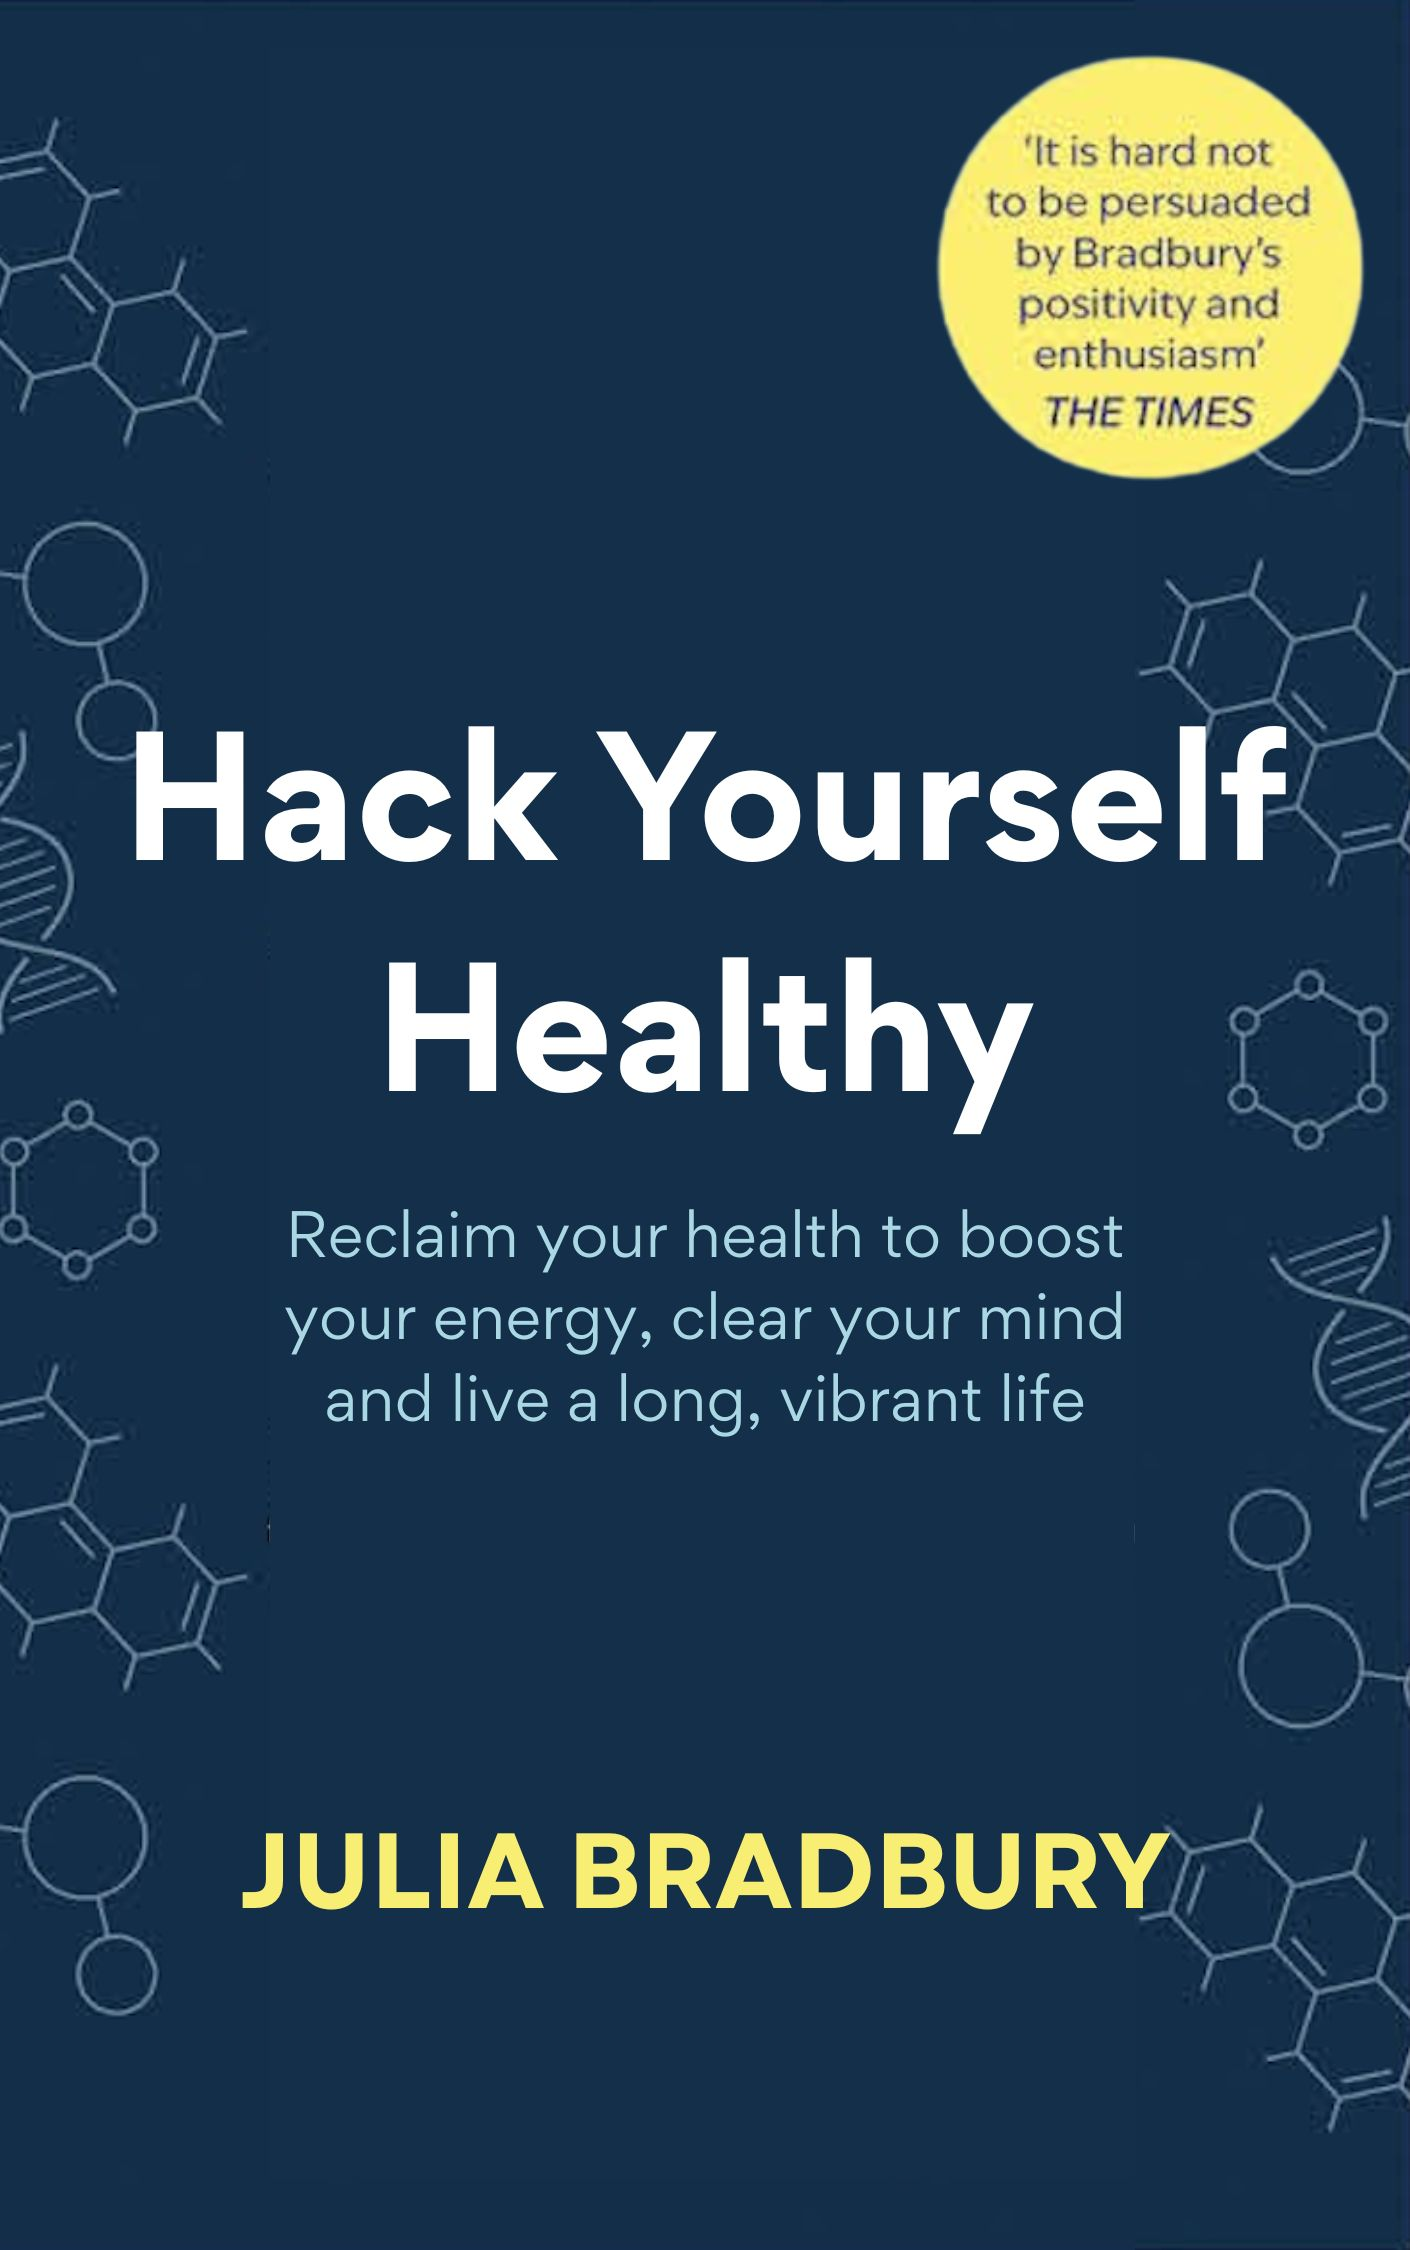 ‘It is hard not
to be persuaded
by Bradbury’s
positivity and
enthusiasm’
THE TIMES
Hack Yourself
Healthy
Reclaim your health to boost
your energy, clear your mind
and live a long, vibrant life
JULIA BRADBURY